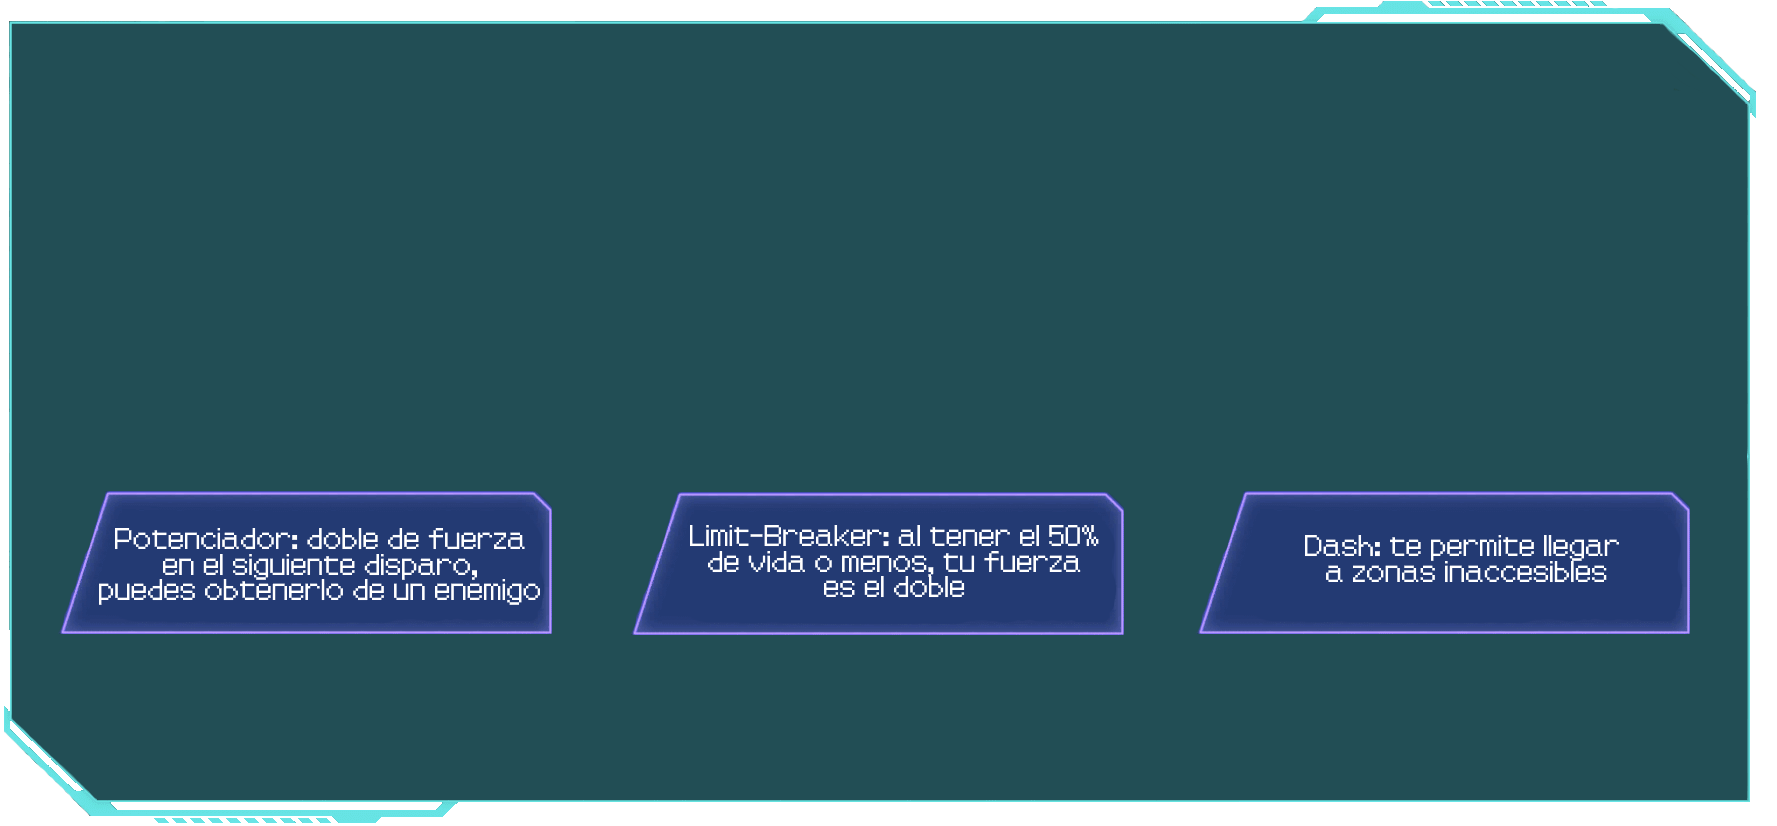 Potenciador: doble de fuerza
en el siguiente disparo,
puedes obtenerlo de un enemigo
Limit-Breaker: al tener el 50%
de vida o menos, tu fuerza
es el doble
Dash: te permite llegar
a zonas inaccesibles